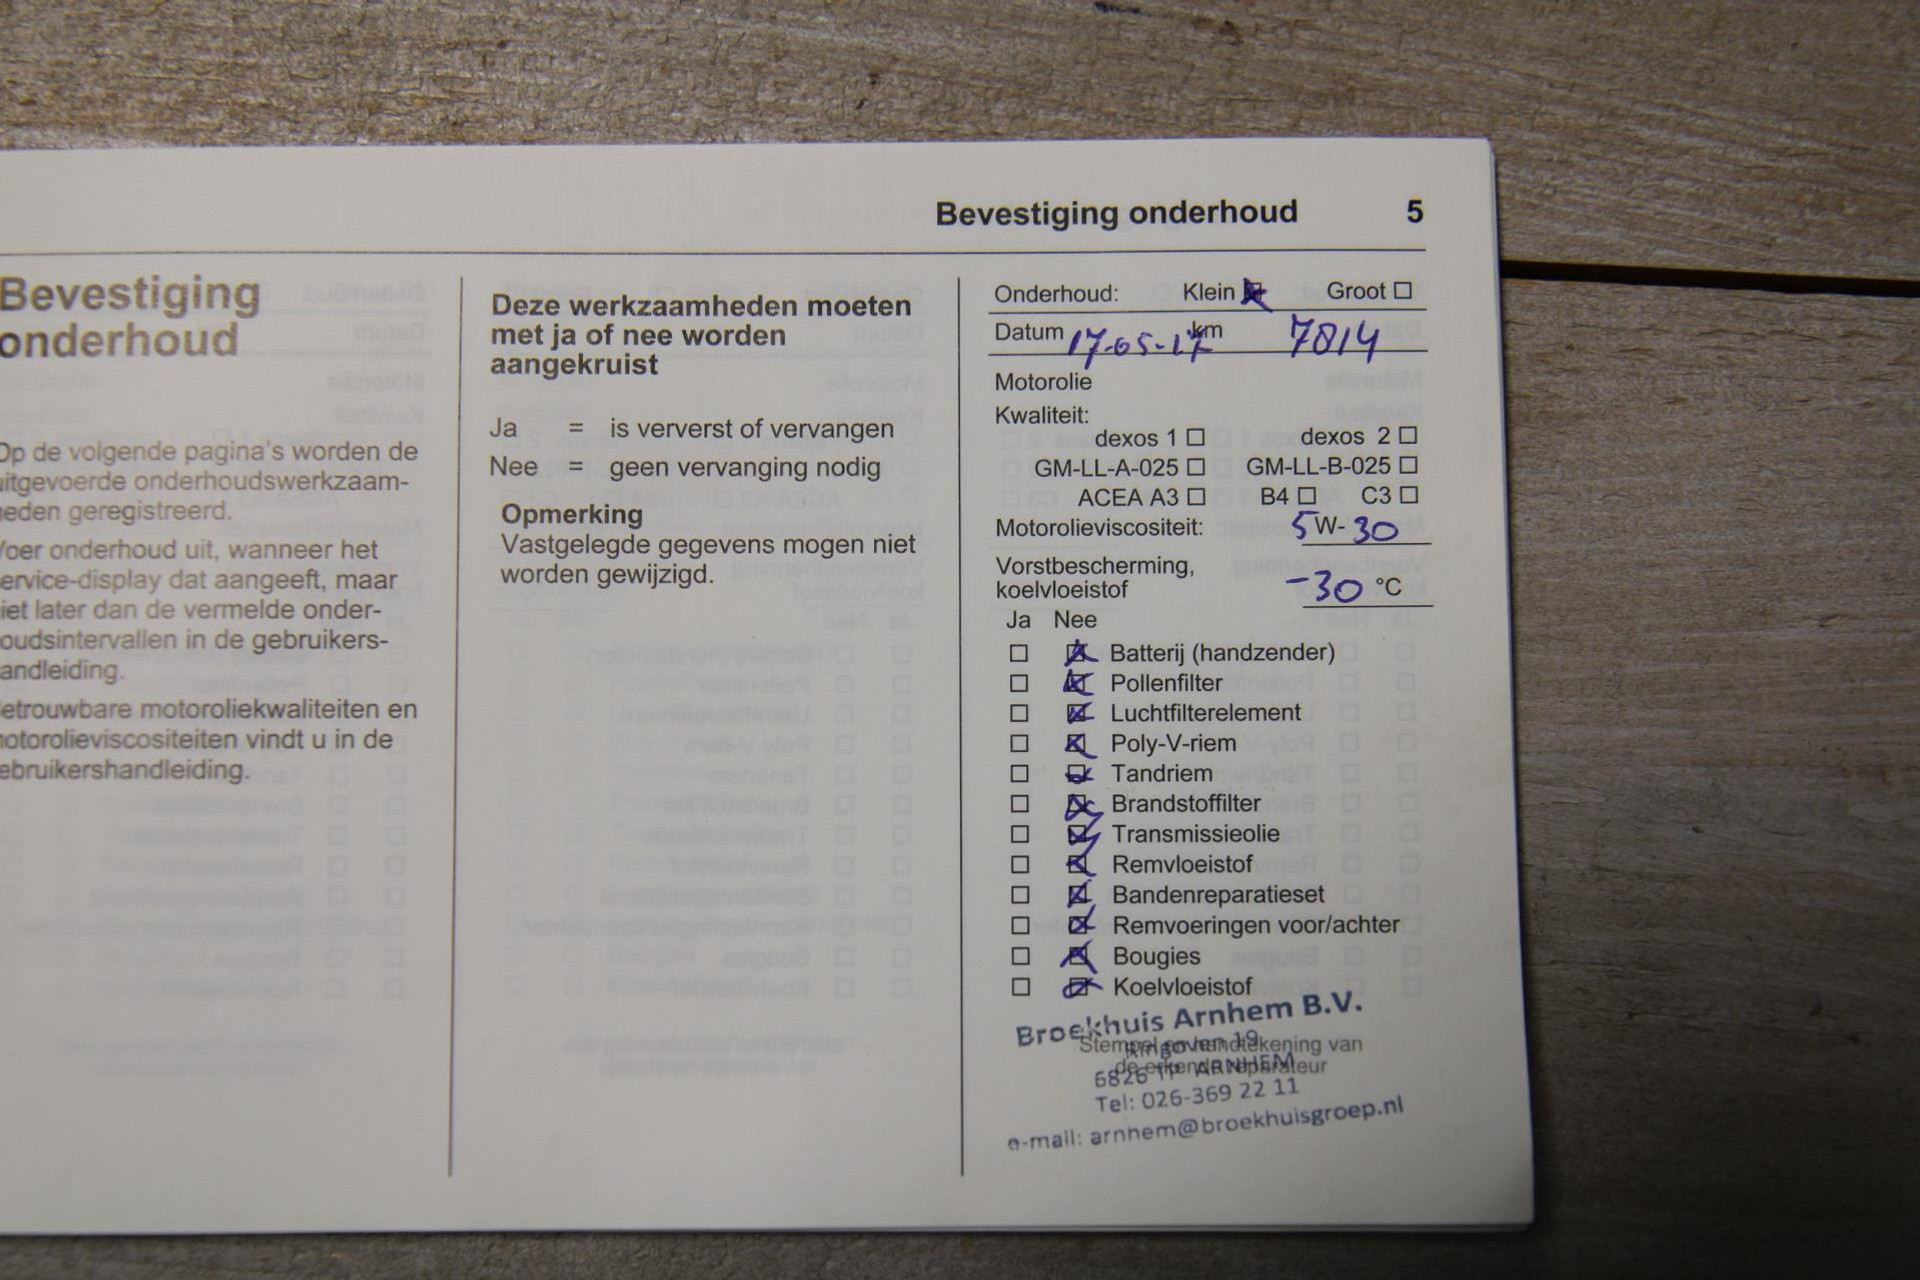 Bevestiging onderhoud 5
Bevestiging
onderhoud
Op de volgende pagina's worden de
uitgevoerde onderhoudswerkzaam-
heden geregistreerd.
Voer onderhoud uit, wanneer het
service-display dat aangeeft, maar
niet later dan de vermelde onder-
houdsintervallen in de gebruikers-
handleiding.
Betrouwbare motoroliekwaliteiten en
motorolieviscositeiten vindt u in de
gebruikershandleiding.
Deze werkzaamheden moeten
met ja of nee worden
aangekruist
Ja = is ververst of vervangen
Nee = geen vervanging nodig
Opmerking
Vastgelegde gegevens mogen niet
worden gewijzigd.
Onderhoud: Klein Groot
Datum 17-05-17 km 7814
Motorolie
Kwaliteit:
dexos 1 dexos 2
GM-LL-A-025 GM-LL-B-025
ACEA A3 B4 C3
Motorolieviscositeit: 5 W- 30
Vorstbescherming,
koelvloeistof -30 °C
Ja Nee
Batterij (handzender)
Pollenfilter
Luchtfilterelement
Poly-V-riem
Tandriem
Brandstoffilter
Transmissieolie
Remvloeistof
Bandenreparatieset
Remvoeringen voor/achter
Bougies
Koelvloeistof
Broekhuis Arnhem B.V.
Stempel en handtekening van
Ringoven 19
de erkende reparateur
6826 TP ARNHEM
Tel: 026-369 22 11
e-mail: arnhem@broekhuisgroep.nl